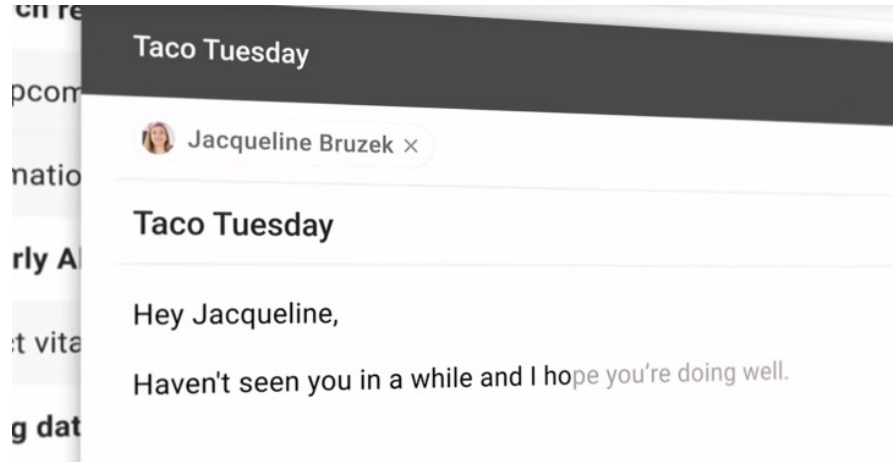 Taco Tuesday
Jacqueline Bruzek ×
Taco Tuesday
Hey Jacqueline,
Haven't seen you in a while and I hope you're doing well.